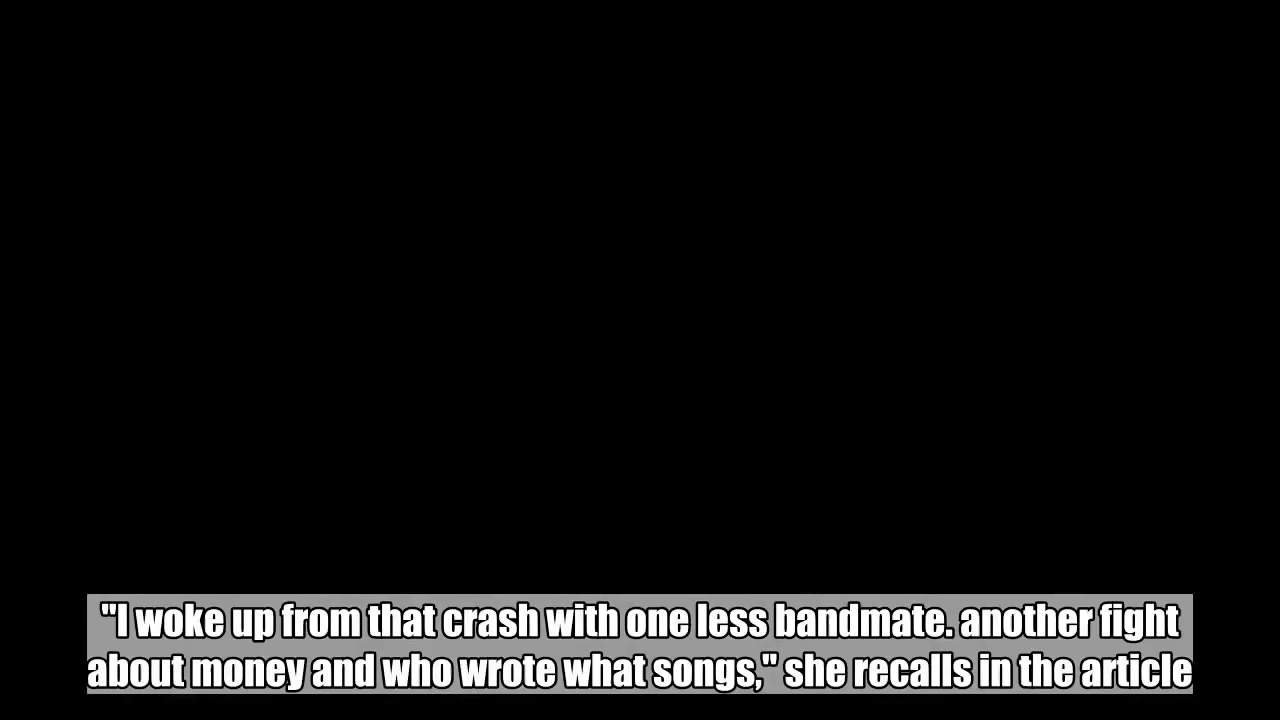 "I woke up from that crash with one less bandmate. another fight
about money and who wrote what songs," she recalls in the article